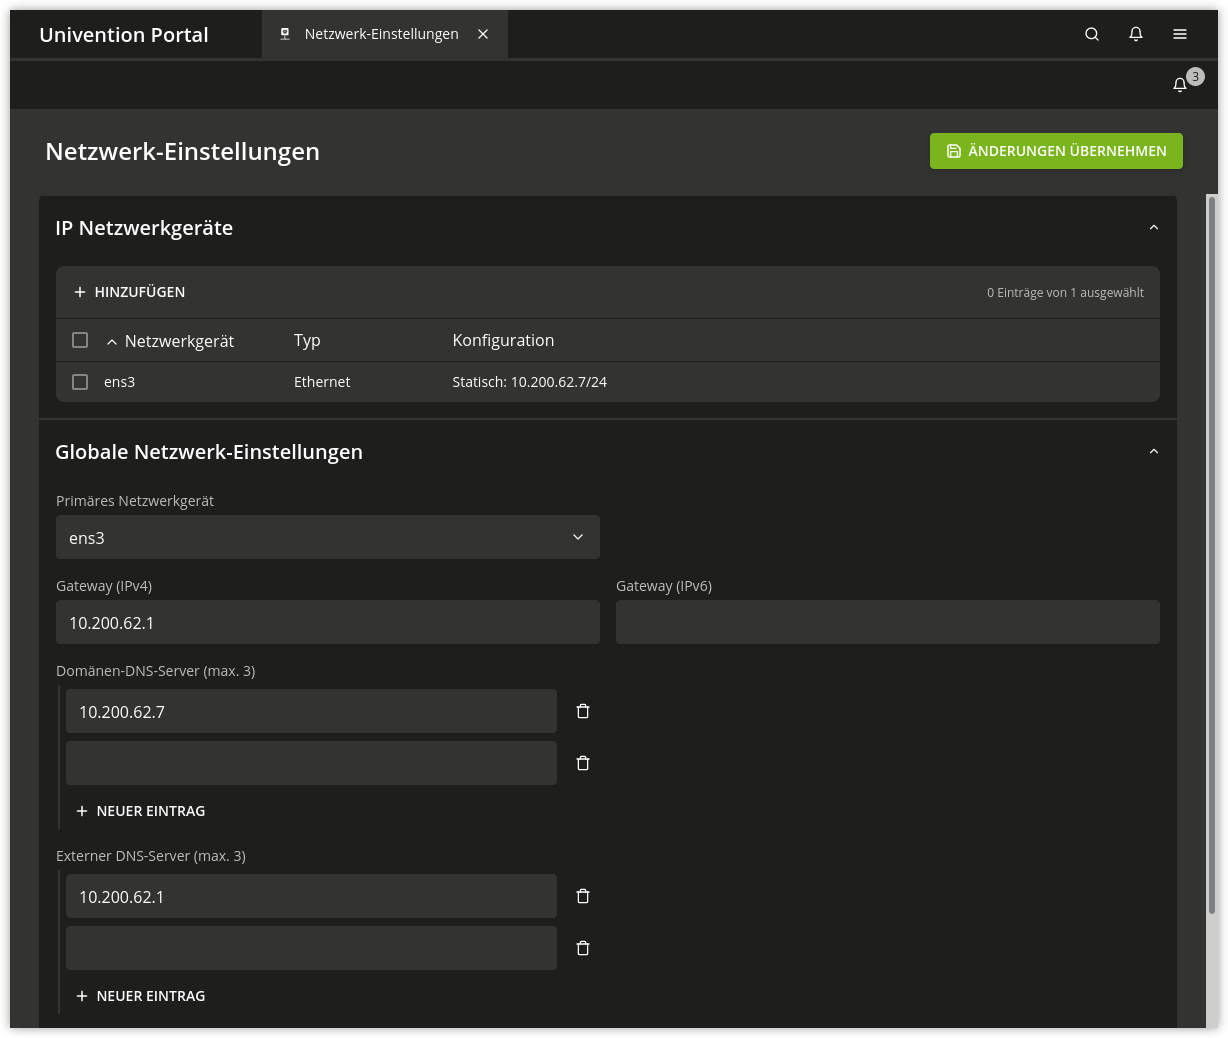 Univention Portal
Netzwerk-Einstellungen
3
Netzwerk-Einstellungen
ÄNDERUNGEN ÜBERNEHMEN
IP Netzwerkgeräte
HINZUFÜGEN
0 Einträge von 1 ausgewählt
Netzwerkgerät Typ Konfiguration
ens3 Ethernet Statisch: 10.200.62.7/24
Globale Netzwerk-Einstellungen
Primäres Netzwerkgerät
ens3
Gateway (IPv4) Gateway (IPv6)
10.200.62.1
Domänen-DNS-Server (max. 3)
10.200.62.7
NEUER EINTRAG
Externer DNS-Server (max. 3)
10.200.62.1
NEUER EINTRAG